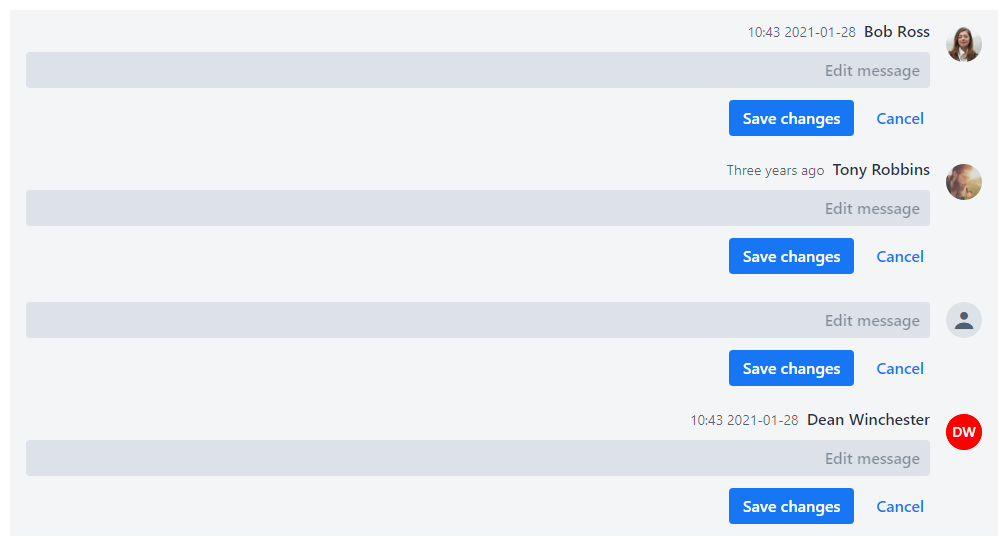 10:43 2021-01-28 Bob Ross
Edit message
Save changes Cancel
Three years ago Tony Robbins
Edit message
Save changes Cancel
Edit message
Save changes Cancel
10:43 2021-01-28 Dean Winchester
DW
Edit message
Save changes Cancel